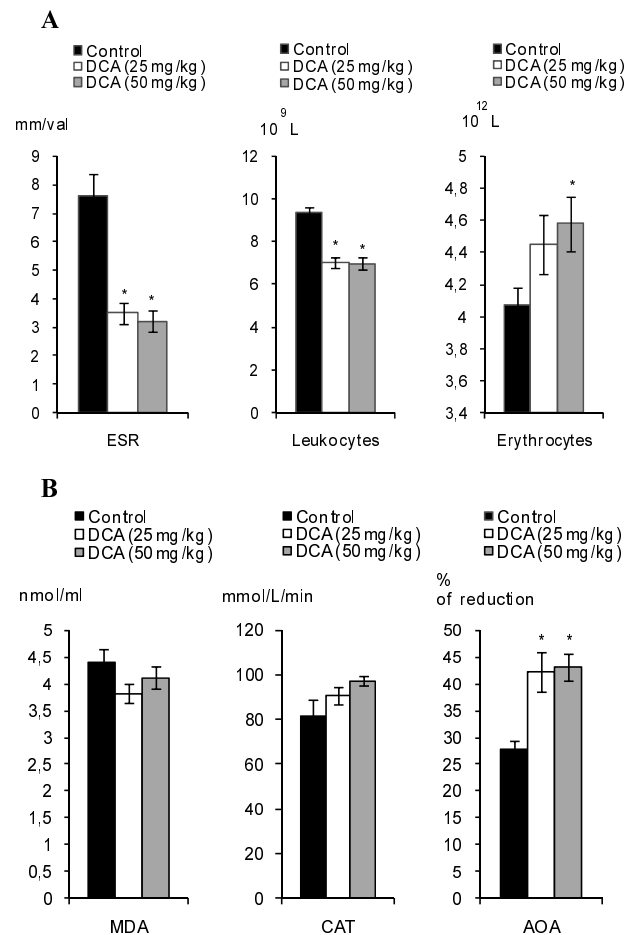 A
Control
DCA (25 mg/kg)
DCA (50 mg/kg)
mm/val
9
8
7
6
5
4
3
2
1
0
*
*
ESR
Control
DCA (25 mg/kg)
DCA (50 mg/kg)
10^9 L
12
10
8
6
4
2
0
*
*
Leukocytes
Control
DCA (25 mg/kg)
DCA (50 mg/kg)
10^12 L
5
4,8
4,6
4,4
4,2
4
3,8
3,6
3,4
*
Erythrocytes
B
Control
DCA (25 mg/kg)
DCA (50 mg/kg)
nmol/ml
5
4,5
4
3,5
3
2,5
2
1,5
1
0,5
0
MDA
Control
DCA (25 mg/kg)
DCA (50 mg/kg)
mmol/L/min
120
100
80
60
40
20
0
CAT
Control
DCA (25 mg/kg)
DCA (50 mg/kg)
%
of reduction
50
45
40
35
30
25
20
15
10
5
0
*
*
AOA